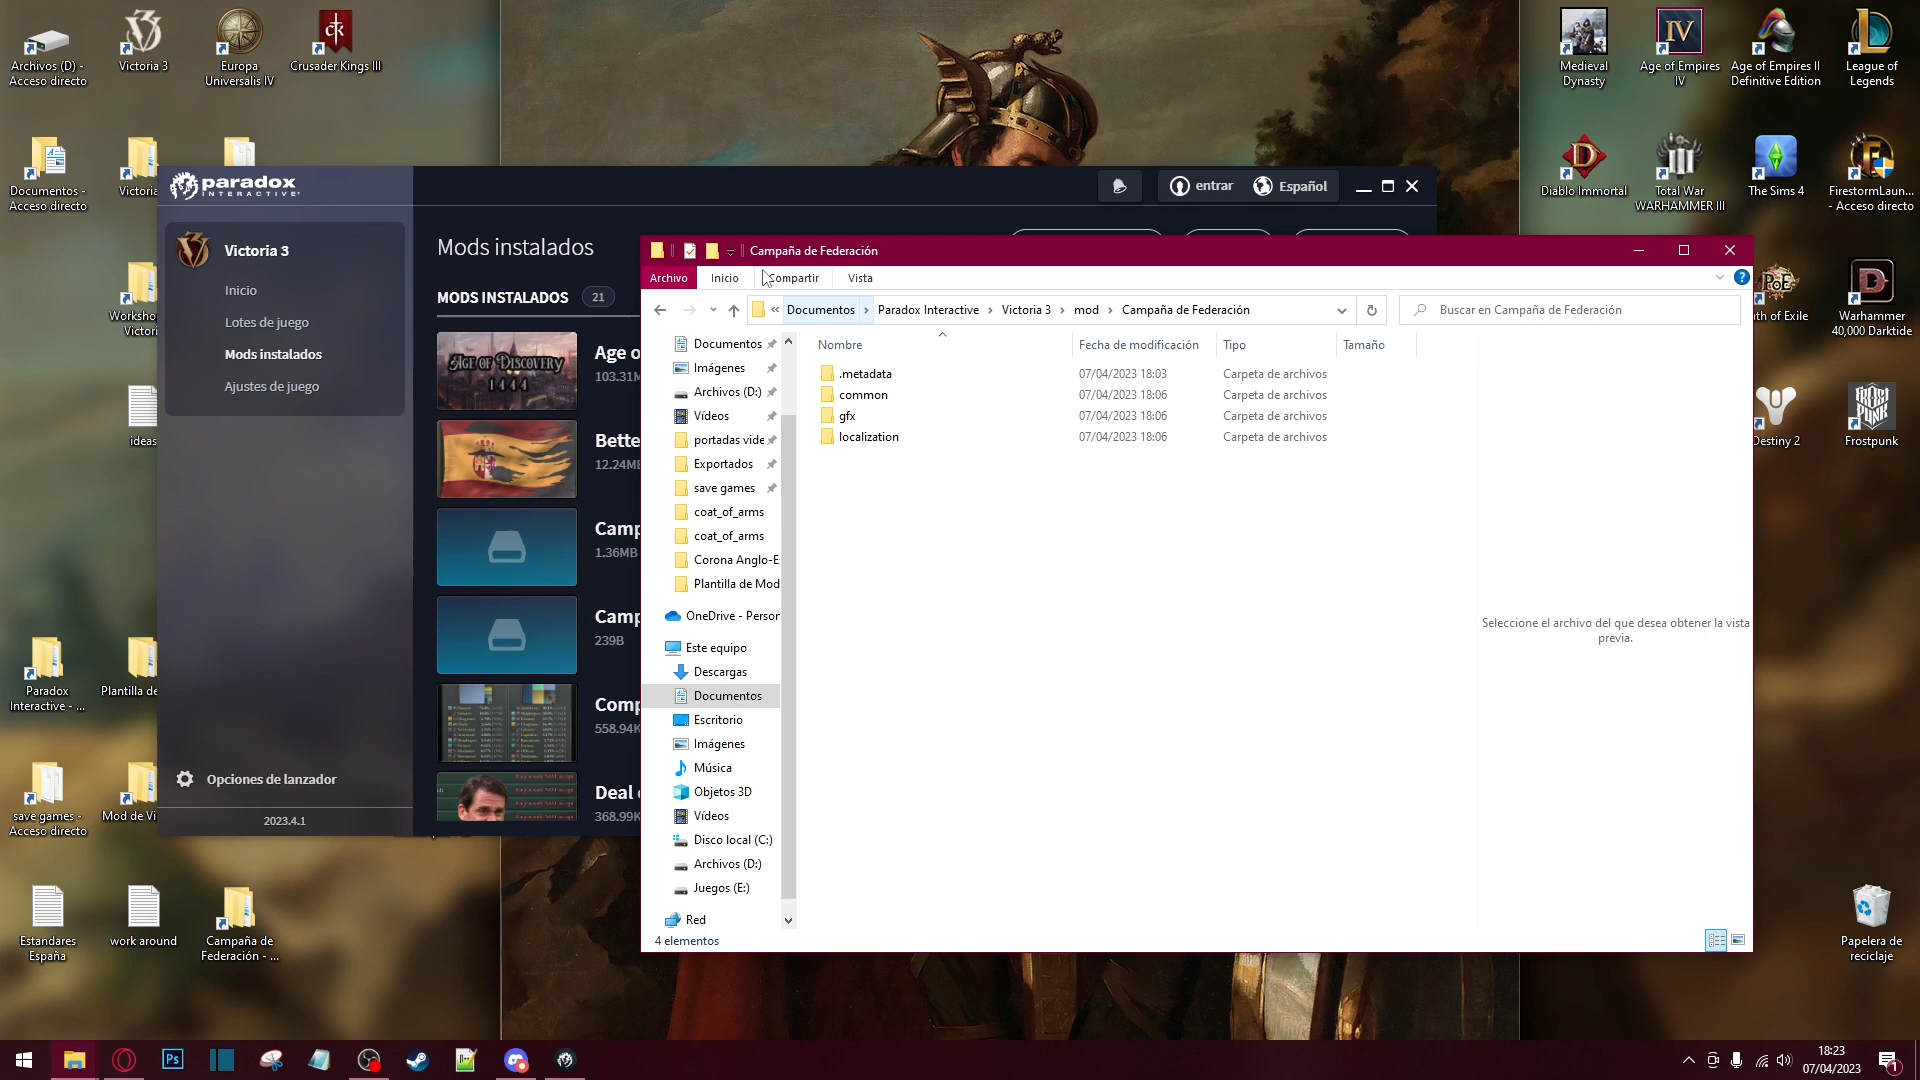 Archivos (D) -
Acceso directo
Victoria 3
Europa
Universalis IV
Crusader Kings III
Medieval
Dynasty
Age of Empires
IV
Age of Empires II
Definitive Edition
League of
Legends
Documentos -
Acceso directo
Victoria
Diablo Immortal
Total War
WARHAMMER III
The Sims 4
FirestormLaun...
- Acceso directo
Worksho
Victori
th of Exile
Warhammer
40,000 Darktide
ideas
Destiny 2
Frostpunk
Paradox
Interactive - ...
Plantilla de
save games -
Acceso directo
Mod de Vi
Estandares
España
work around
Campaña de
Federación - ...
Papelera de
reciclaje
paradox
INTERACTIVE
entrar
Español
Victoria 3
Inicio
Lotes de juego
Mods instalados
Ajustes de juego
Opciones de lanzador
2023.4.1
Mods instalados
MODS INSTALADOS 21
AGE OF DISCOVERY
1444
Age o
103.31M
Bette
12.24ME
Camp
1.36MB
Camp
239B
Comp
558.94K
Deal
368.99K
Campaña de Federación
Archivo
Inicio
Compartir
Vista
« Documentos › Paradox Interactive › Victoria 3 › mod › Campaña de Federación
Buscar en Campaña de Federación
Documentos
Imágenes
Archivos (D:)
Vídeos
portadas vide
Exportados
save games
coat_of_arms
coat_of_arms
Corona Anglo-E
Plantilla de Mod
OneDrive - Person
Este equipo
Descargas
Documentos
Escritorio
Imágenes
Música
Objetos 3D
Vídeos
Disco local (C:)
Archivos (D:)
Juegos (E:)
Red
Nombre Fecha de modificación Tipo Tamaño
.metadata 07/04/2023 18:03 Carpeta de archivos
common 07/04/2023 18:06 Carpeta de archivos
gfx 07/04/2023 18:06 Carpeta de archivos
localization 07/04/2023 18:06 Carpeta de archivos
Seleccione el archivo del que desea obtener la vista
previa.
4 elementos
18:23
07/04/2023
1